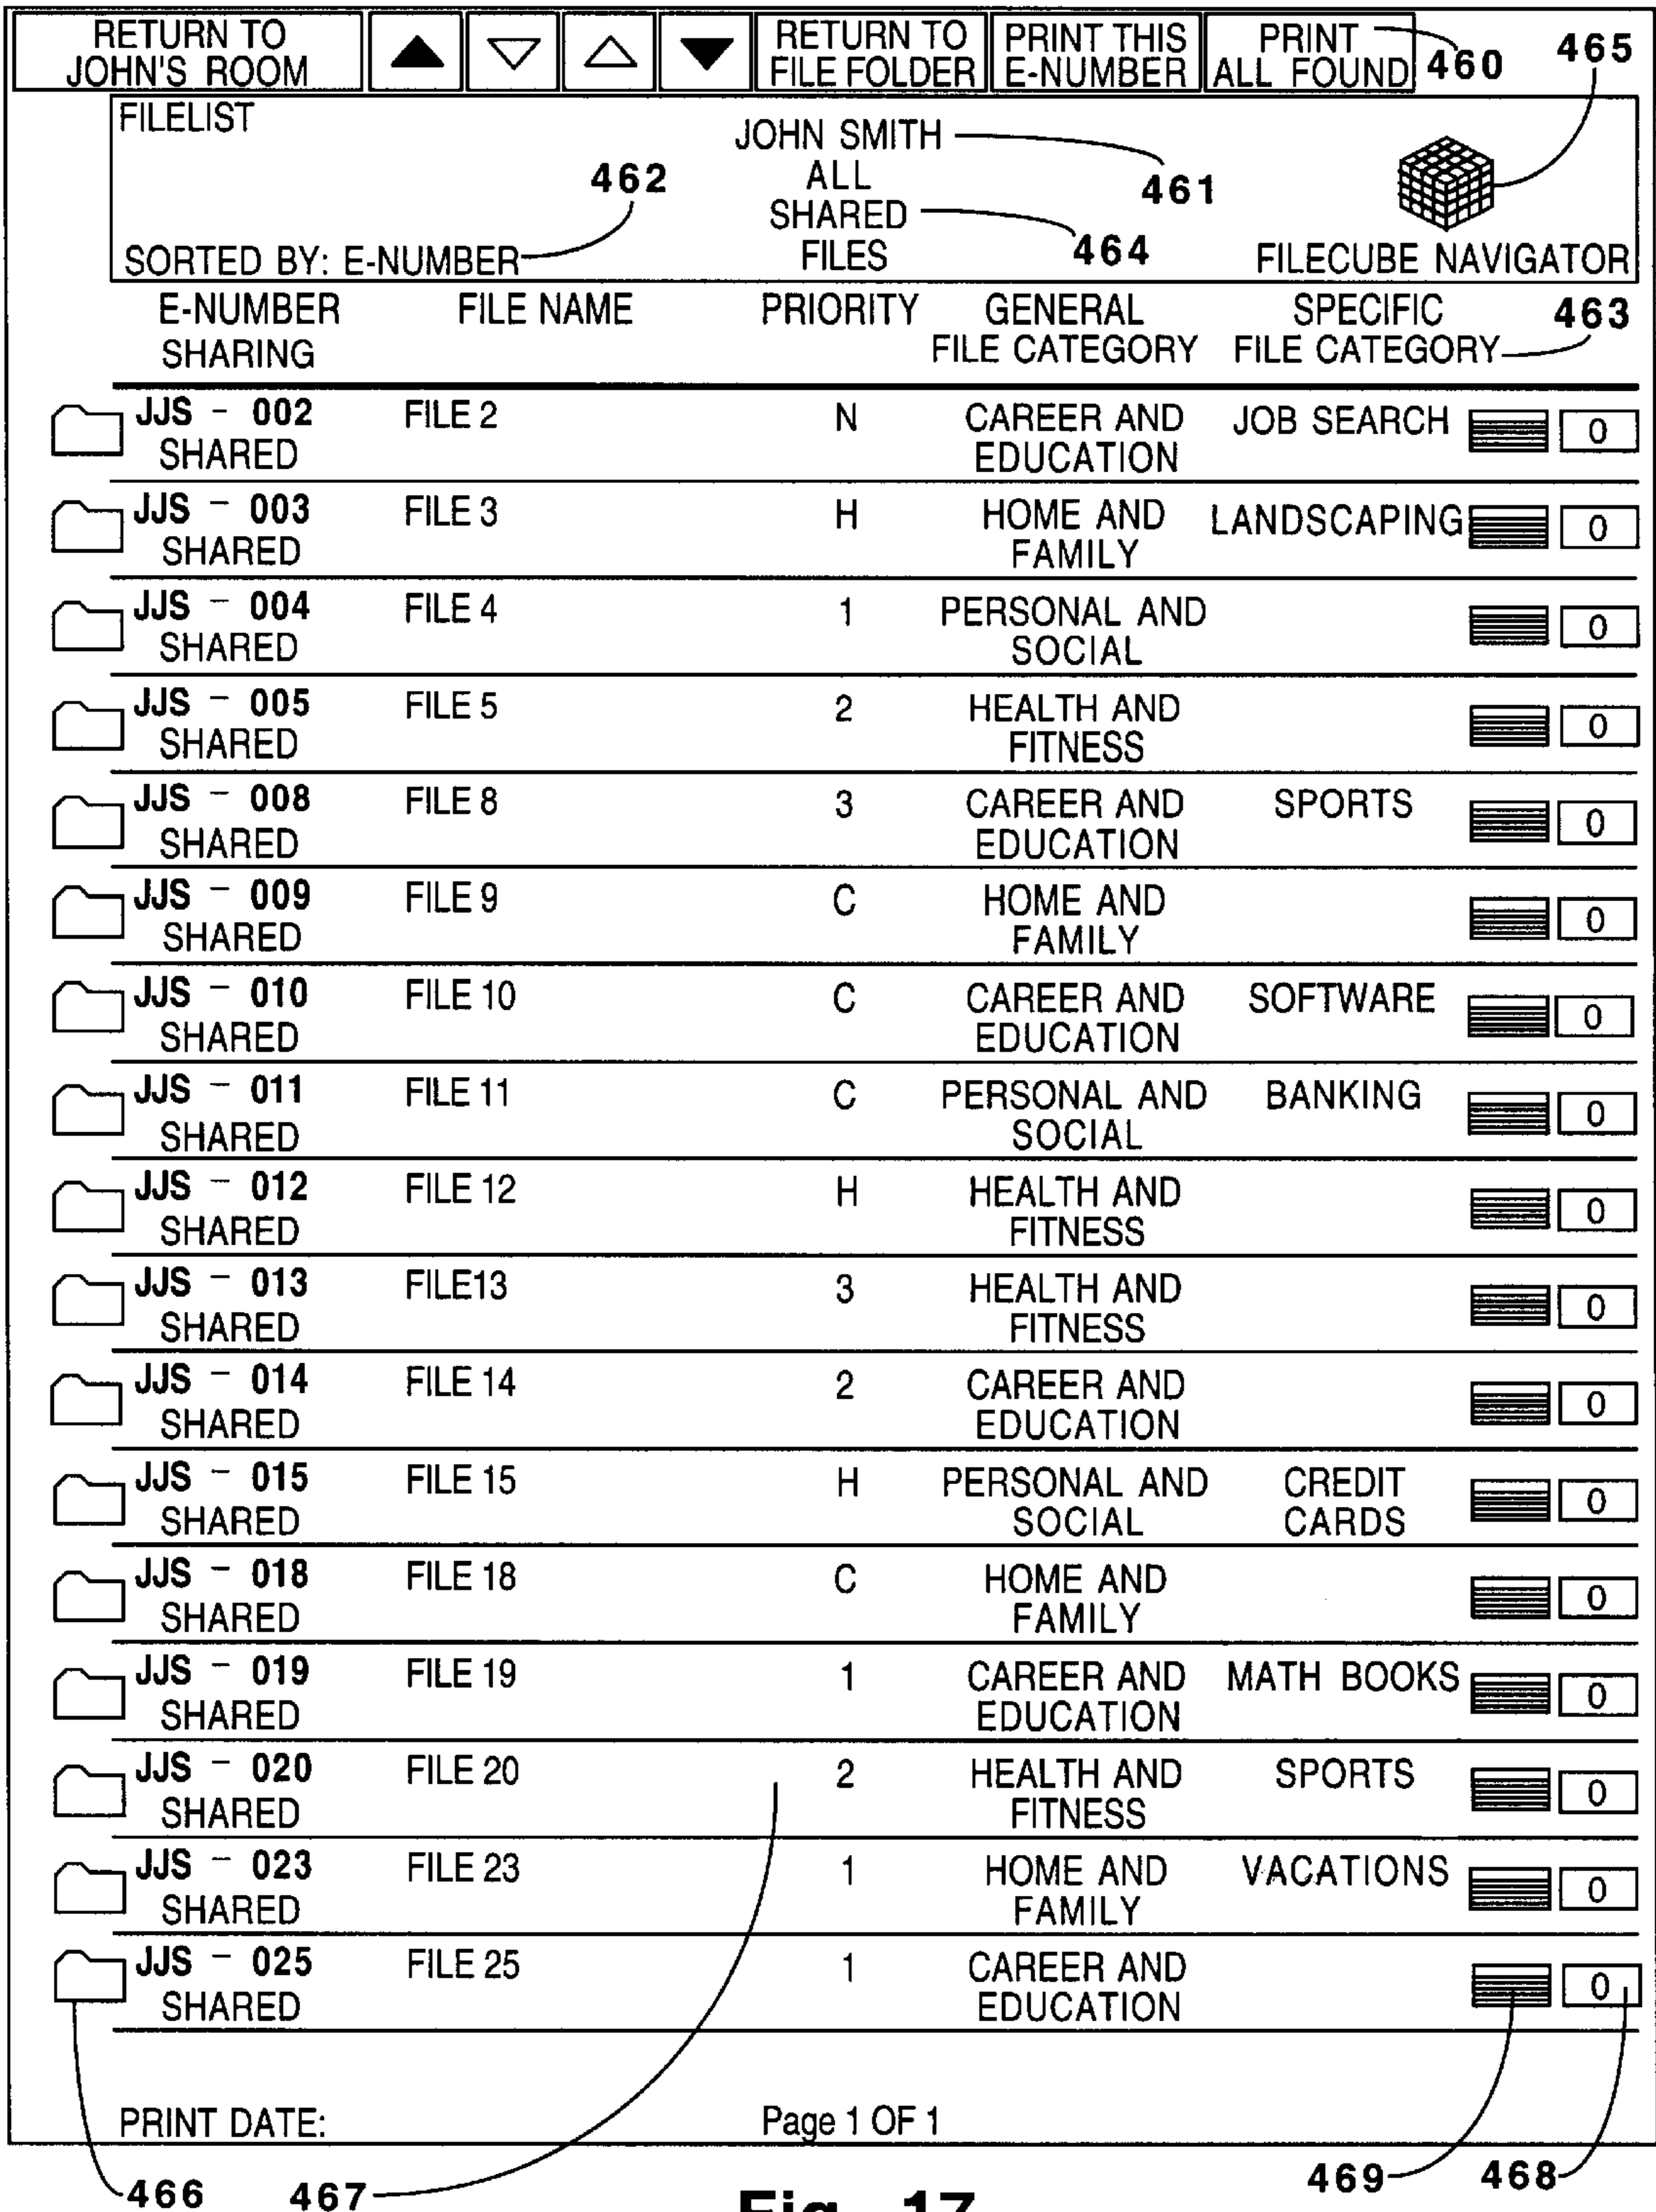 RETURN TO JOHN'S ROOM RETURN TO FILE FOLDER PRINT THIS E-NUMBER PRINT ALL FOUND 460 465
FILELIST
JOHN SMITH
462 ALL 461
SHARED
464
SORTED BY: E-NUMBER FILES FILECUBE NAVIGATOR
E-NUMBER FILE NAME PRIORITY GENERAL SPECIFIC 463
SHARING FILE CATEGORY FILE CATEGORY
JJS - 002 FILE 2 N CAREER AND JOB SEARCH 0
SHARED EDUCATION
JJS - 003 FILE 3 H HOME AND LANDSCAPING 0
SHARED FAMILY
JJS - 004 FILE 4 1 PERSONAL AND 0
SHARED SOCIAL
JJS - 005 FILE 5 2 HEALTH AND 0
SHARED FITNESS
JJS - 008 FILE 8 3 CAREER AND SPORTS 0
SHARED EDUCATION
JJS - 009 FILE 9 C HOME AND 0
SHARED FAMILY
JJS - 010 FILE 10 C CAREER AND SOFTWARE 0
SHARED EDUCATION
JJS - 011 FILE 11 C PERSONAL AND BANKING 0
SHARED SOCIAL
JJS - 012 FILE 12 H HEALTH AND 0
SHARED FITNESS
JJS - 013 FILE13 3 HEALTH AND 0
SHARED FITNESS
JJS - 014 FILE 14 2 CAREER AND 0
SHARED EDUCATION
JJS - 015 FILE 15 H PERSONAL AND CREDIT 0
SHARED SOCIAL CARDS
JJS - 018 FILE 18 C HOME AND 0
SHARED FAMILY
JJS - 019 FILE 19 1 CAREER AND MATH BOOKS 0
SHARED EDUCATION
JJS - 020 FILE 20 2 HEALTH AND SPORTS 0
SHARED FITNESS
JJS - 023 FILE 23 1 HOME AND VACATIONS 0
SHARED FAMILY
JJS - 025 FILE 25 1 CAREER AND 0
SHARED EDUCATION
PRINT DATE: Page 1 OF 1
466 467 469 468
Fig. 17